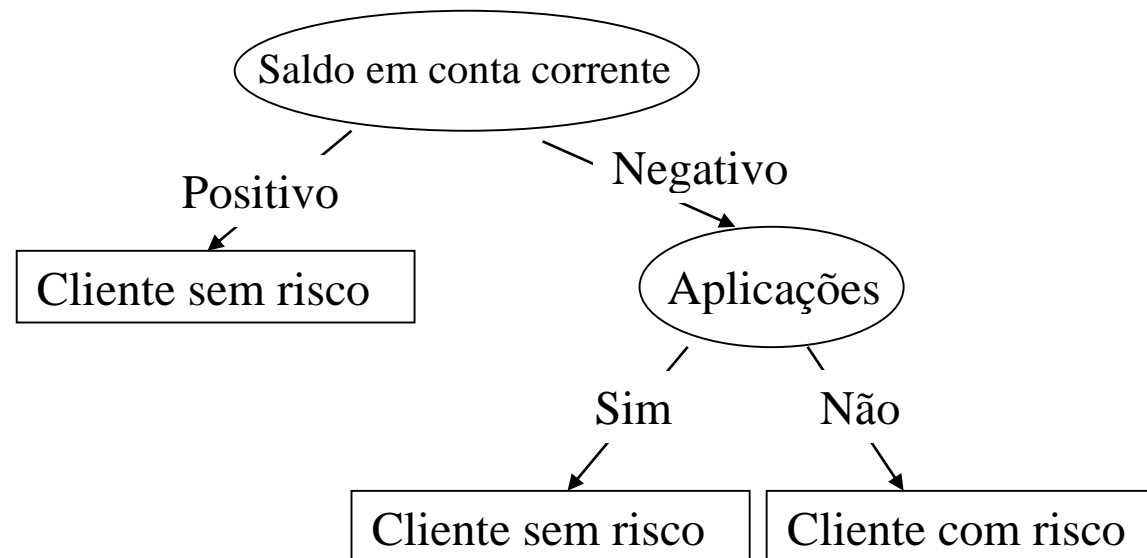 Saldo em conta corrente
Negativo
Positivo
Cliente sem risco
Aplicações
Sim
Não
Cliente sem risco
Cliente com risco